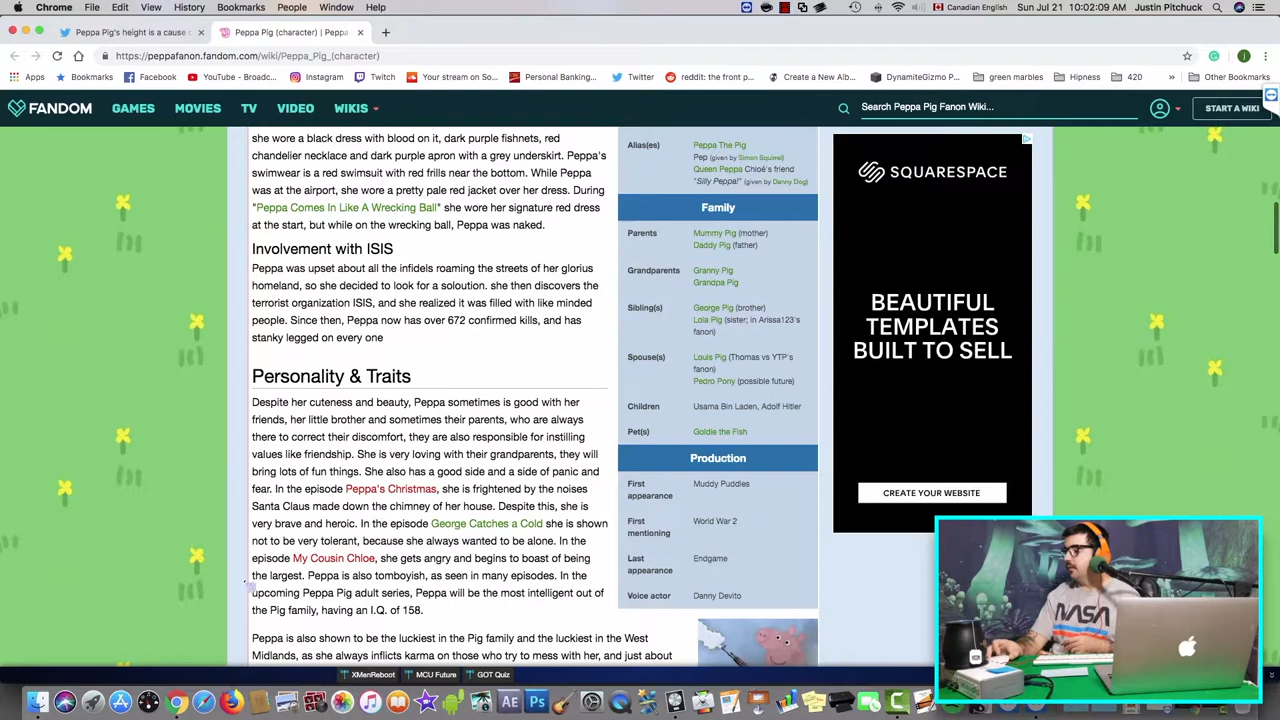 Chrome File Edit View History Bookmarks People Window Help
Canadian English Sun Jul 21 10:02:09 AM Justin Pitchuck
Peppa Pig's height is a cause c
Peppa Pig (character) | Peppa
https://peppafanon.fandom.com/wiki/Peppa_Pig_(character)
Apps Bookmarks Facebook YouTube - Broadc... Instagram Twitch Your stream on So... Personal Banking... Twitter reddit: the front p... Create a New Alb... DynamiteGizmo P... green marbles Hipness 420 » Other Bookmarks
FANDOM GAMES MOVIES TV VIDEO WIKIS Search Peppa Pig Fanon Wiki... START A WIKI
she wore a black dress with blood on it, dark purple fishnets, red
chandelier necklace and dark purple apron with a grey underskirt. Peppa's
swimwear is a red swimsuit with red frills near the bottom. While Peppa
was at the airport, she wore a pretty pale red jacket over her dress. During
"Peppa Comes In Like A Wrecking Ball" she wore her signature red dress
at the start, but while on the wrecking ball, Peppa was naked.
Involvement with ISIS
Peppa was upset about all the infidels roaming the streets of her glorius
homeland, so she decided to look for a soloution. she then discovers the
terrorist organization ISIS, and she realized it was filled with like minded
people. Since then, Peppa now has over 672 confirmed kills, and has
stanky legged on every one
Personality & Traits
Despite her cuteness and beauty, Peppa sometimes is good with her
friends, her little brother and sometimes their parents, who are always
there to correct their discomfort, they are also responsible for instilling
values like friendship. She is very loving with their grandparents, they will
bring lots of fun things. She also has a good side and a side of panic and
fear. In the episode Peppa's Christmas, she is frightened by the noises
Santa Claus made down the chimney of her house. Despite this, she is
very brave and heroic. In the episode George Catches a Cold she is shown
not to be very tolerant, because she always wanted to be alone. In the
episode My Cousin Chloe, she gets angry and begins to boast of being
the largest. Peppa is also tomboyish, as seen in many episodes. In the
upcoming Peppa Pig adult series, Peppa will be the most intelligent out of
the Pig family, having an I.Q. of 158.
Peppa is also shown to be the luckiest in the Pig family and the luckiest in the West
Midlands, as she always inflicts karma on those who try to mess with her, and just about
Alias(es) Peppa The Pig
Pep (given by Simon Squirrel)
Queen Peppa Chloé's friend
"Silly Peppa!" (given by Danny Dog)
Family
Parents Mummy Pig (mother)
Daddy Pig (father)
Grandparents Granny Pig
Grandpa Pig
Sibling(s) George Pig (brother)
Lola Pig (sister; in Arissa123's
fanon)
Spouse(s) Louis Pig (Thomas vs YTP's
fanon)
Pedro Pony (possible future)
Children Usama Bin Laden, Adolf Hitler
Pet(s) Goldie the Fish
Production
First
appearance Muddy Puddles
First
mentioning World War 2
Last
appearance Endgame
Voice actor Danny Devito
SQUARESPACE
BEAUTIFUL
TEMPLATES
BUILT TO SELL
CREATE YOUR WEBSITE
NASA
XMenReboot MCU Future GOT Quiz
AE Ps